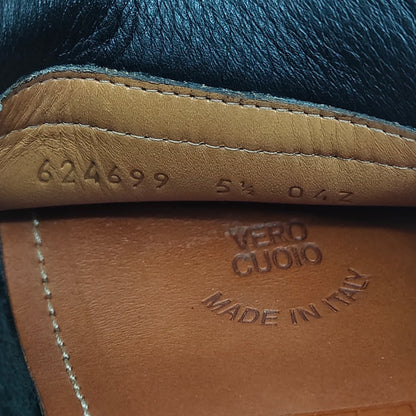 624699 5½ 04Z
VERO
CUOIO
MADE IN ITALY